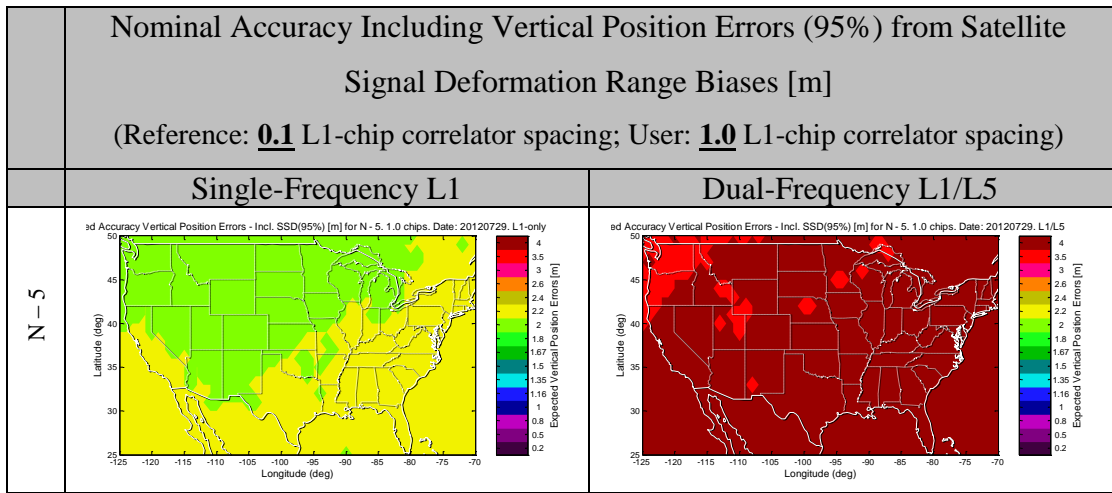 Nominal Accuracy Including Vertical Position Errors (95%) from Satellite
Signal Deformation Range Biases [m]
(Reference: 0.1 L1-chip correlator spacing; User: 1.0 L1-chip correlator spacing)
Single-Frequency L1
Dual-Frequency L1/L5
N – 5
ed Accuracy Vertical Position Errors - Incl. SSD(95%) [m] for N - 5. 1.0 chips. Date: 20120729. L1-only
50
45
40
35
30
25
Latitude (deg)
-125 -120 -115 -110 -105 -100 -95 -90 -85 -80 -75 -70
Longitude (deg)
4
3.5
3
2.6
2.4
2.2
2
1.8
1.67
1.5
1.35
1.16
1
0.8
0.5
0.2
Expected Vertical Position Errors [m]
ed Accuracy Vertical Position Errors - Incl. SSD(95%) [m] for N - 5. 1.0 chips. Date: 20120729. L1/L5
50
45
40
35
30
25
Latitude (deg)
-125 -120 -115 -110 -105 -100 -95 -90 -85 -80 -75 -70
Longitude (deg)
4
3.5
3
2.6
2.4
2.2
2
1.8
1.67
1.5
1.35
1.16
1
0.8
0.5
0.2
Expected Vertical Position Errors [m]